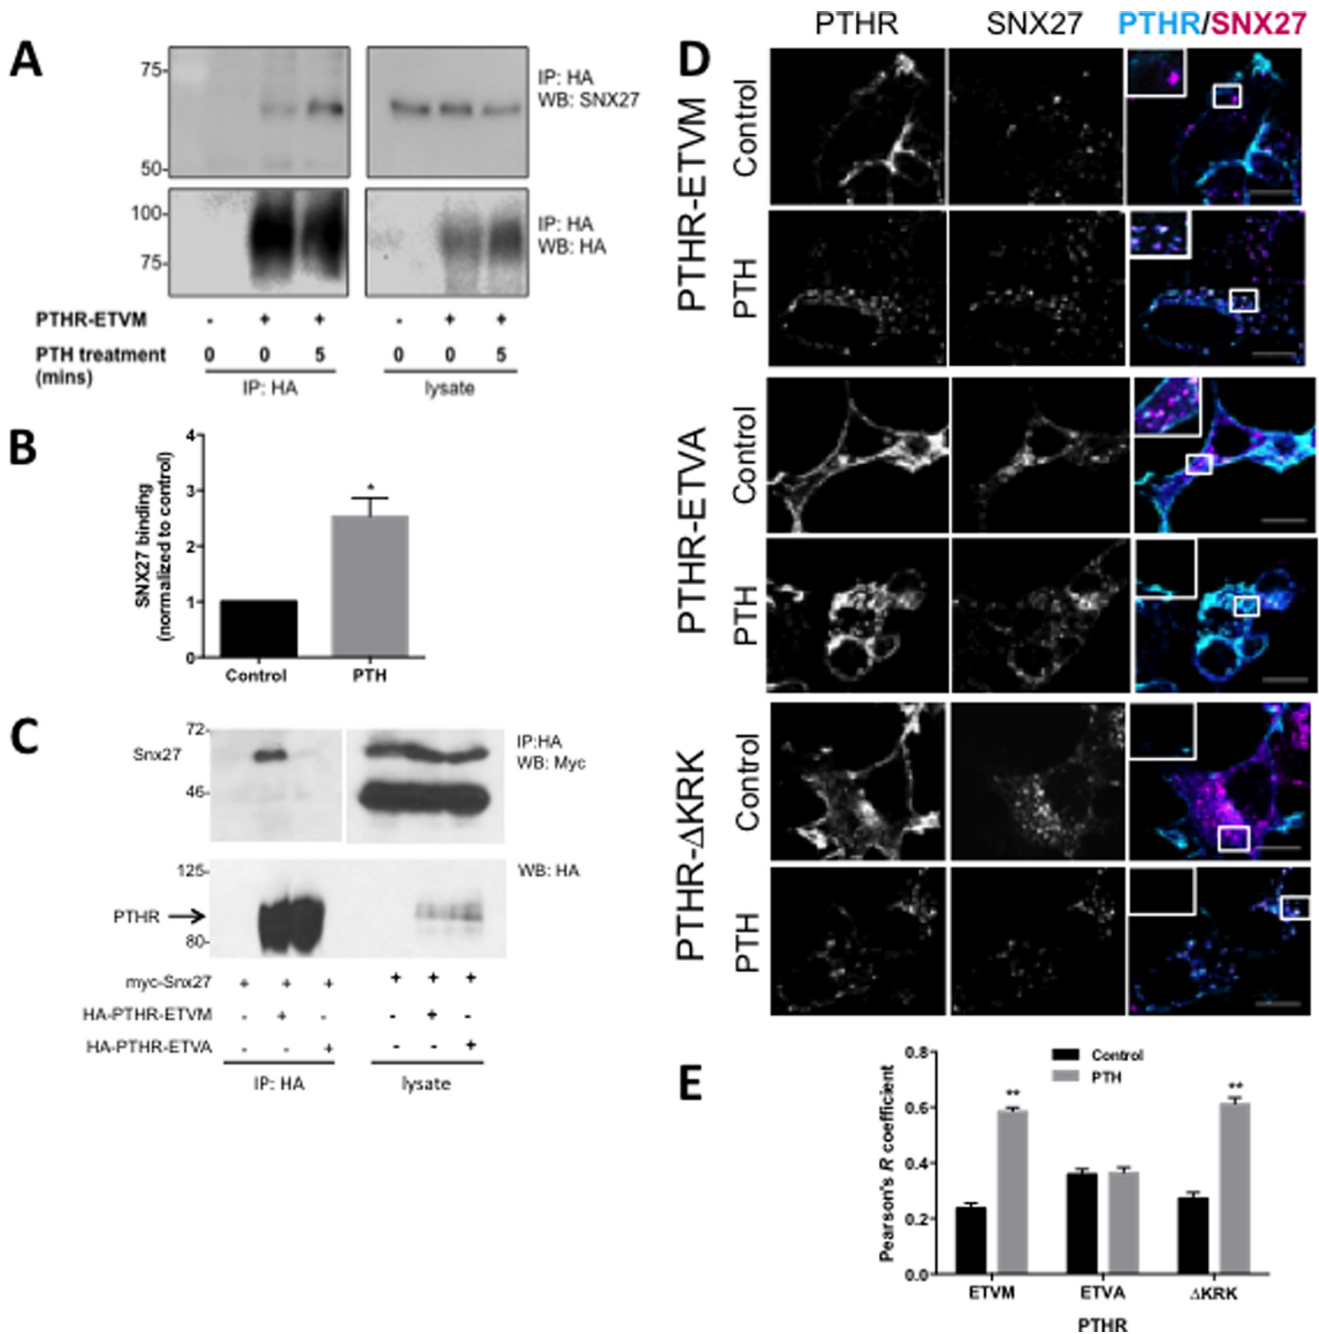 A
75-
50-
IP: HA
WB: SNX27
100-
75-
IP: HA
WB: HA
PTHR-ETVM - + + - + +
PTH treatment 0 0 5 0 0 5
(mins)
IP: HA lysate
B
SNX27 binding
(normalized to control)
4
3
2
1
0
*
Control PTH
C
Snx27
72-
46-
IP:HA
WB: Myc
125-
WB: HA
PTHR →
80-
myc-Snx27 + + + + + +
HA-PTHR-ETVM - + - - + -
HA-PTHR-ETVA - - + - - +
IP: HA lysate
D
PTHR SNX27 PTHR/SNX27
PTHR-ETVM
Control
PTH
PTHR-ETVA
Control
PTH
PTHR-ΔKRK
Control
PTH
E
Pearson's R coefficient
0.8
0.6
0.4
0.2
0.0
Control
PTH
**
**
ETVM ETVA ΔKRK
PTHR